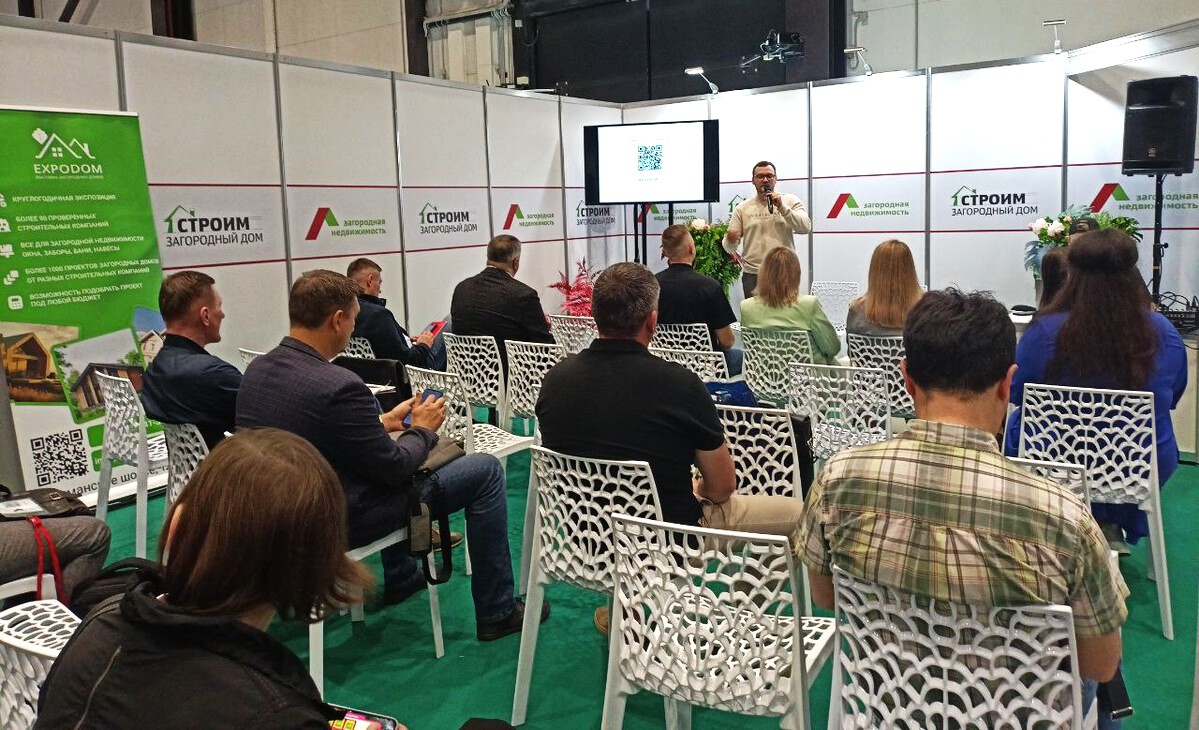 EXPODOM
ВЫСТАВКА ЗАГОРОДНЫХ ДОМОВ
КРУГЛОГОДИЧНАЯ ЭКСПОЗИЦИЯ
БОЛЕЕ 90 ПРОВЕРЕННЫХ
СТРОИТЕЛЬНЫХ КОМПАНИЙ
ВСЕ ДЛЯ ЗАГОРОДНОЙ НЕДВИЖИМОСТИ
ОКНА, ЗАБОРЫ, БАНИ, НАВЕСЫ
БОЛЕЕ 1000 ПРОЕКТОВ ЗАГОРОДНЫХ ДОМОВ
ОТ РАЗНЫХ СТРОИТЕЛЬНЫХ КОМПАНИЙ
ВОЗМОЖНОСТЬ ПОДОБРАТЬ ПРОЕКТ
ПОД ЛЮБОЙ БЮДЖЕТ
СТРОИМ
ЗАГОРОДНЫЙ ДОМ
загородная
недвижимость
СТРОИМ
ЗАГОРОДНЫЙ ДОМ
загородная
недвижимость
СТРОИМ
ЗАГОРОДНЫЙ ДОМ
загородная
недвижимость
СТРОИМ
ЗАГОРОДНЫЙ ДОМ
загородная
недвижимость